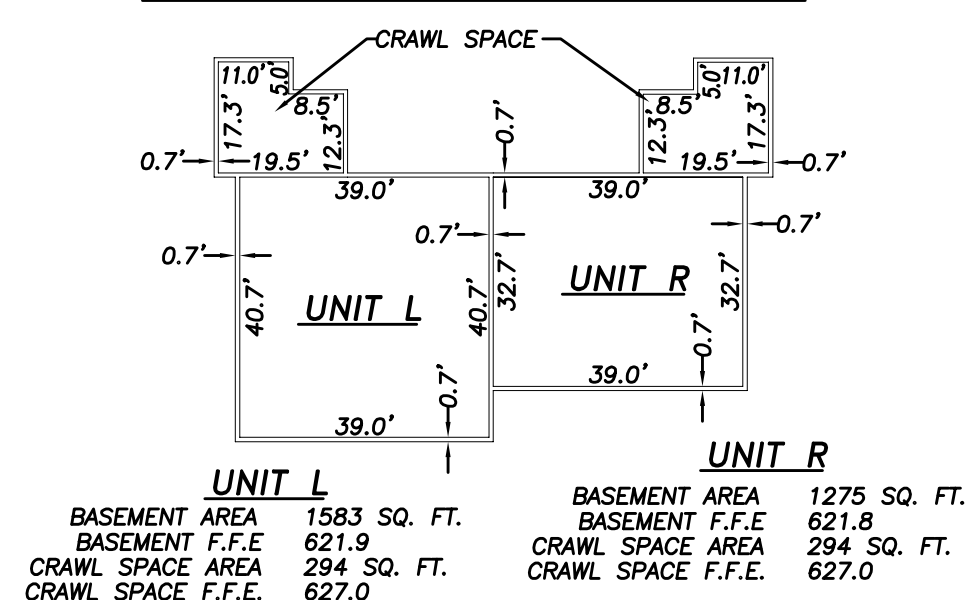 CRAWL SPACE
11.0'
5.0'
8.5'
17.3'
12.3'
19.5'
0.7'
0.7'
5.0'
11.0'
8.5'
12.3'
17.3'
19.5'
0.7'
39.0'
39.0'
0.7'
0.7'
0.7'
40.7'
UNIT L
40.7'
32.7'
UNIT R
32.7'
0.7'
39.0'
0.7'
39.0'
UNIT L
BASEMENT AREA 1583 SQ. FT.
BASEMENT F.F.E 621.9
CRAWL SPACE AREA 294 SQ. FT.
CRAWL SPACE F.F.E. 627.0
UNIT R
BASEMENT AREA 1275 SQ. FT.
BASEMENT F.F.E 621.8
CRAWL SPACE AREA 294 SQ. FT.
CRAWL SPACE F.F.E. 627.0